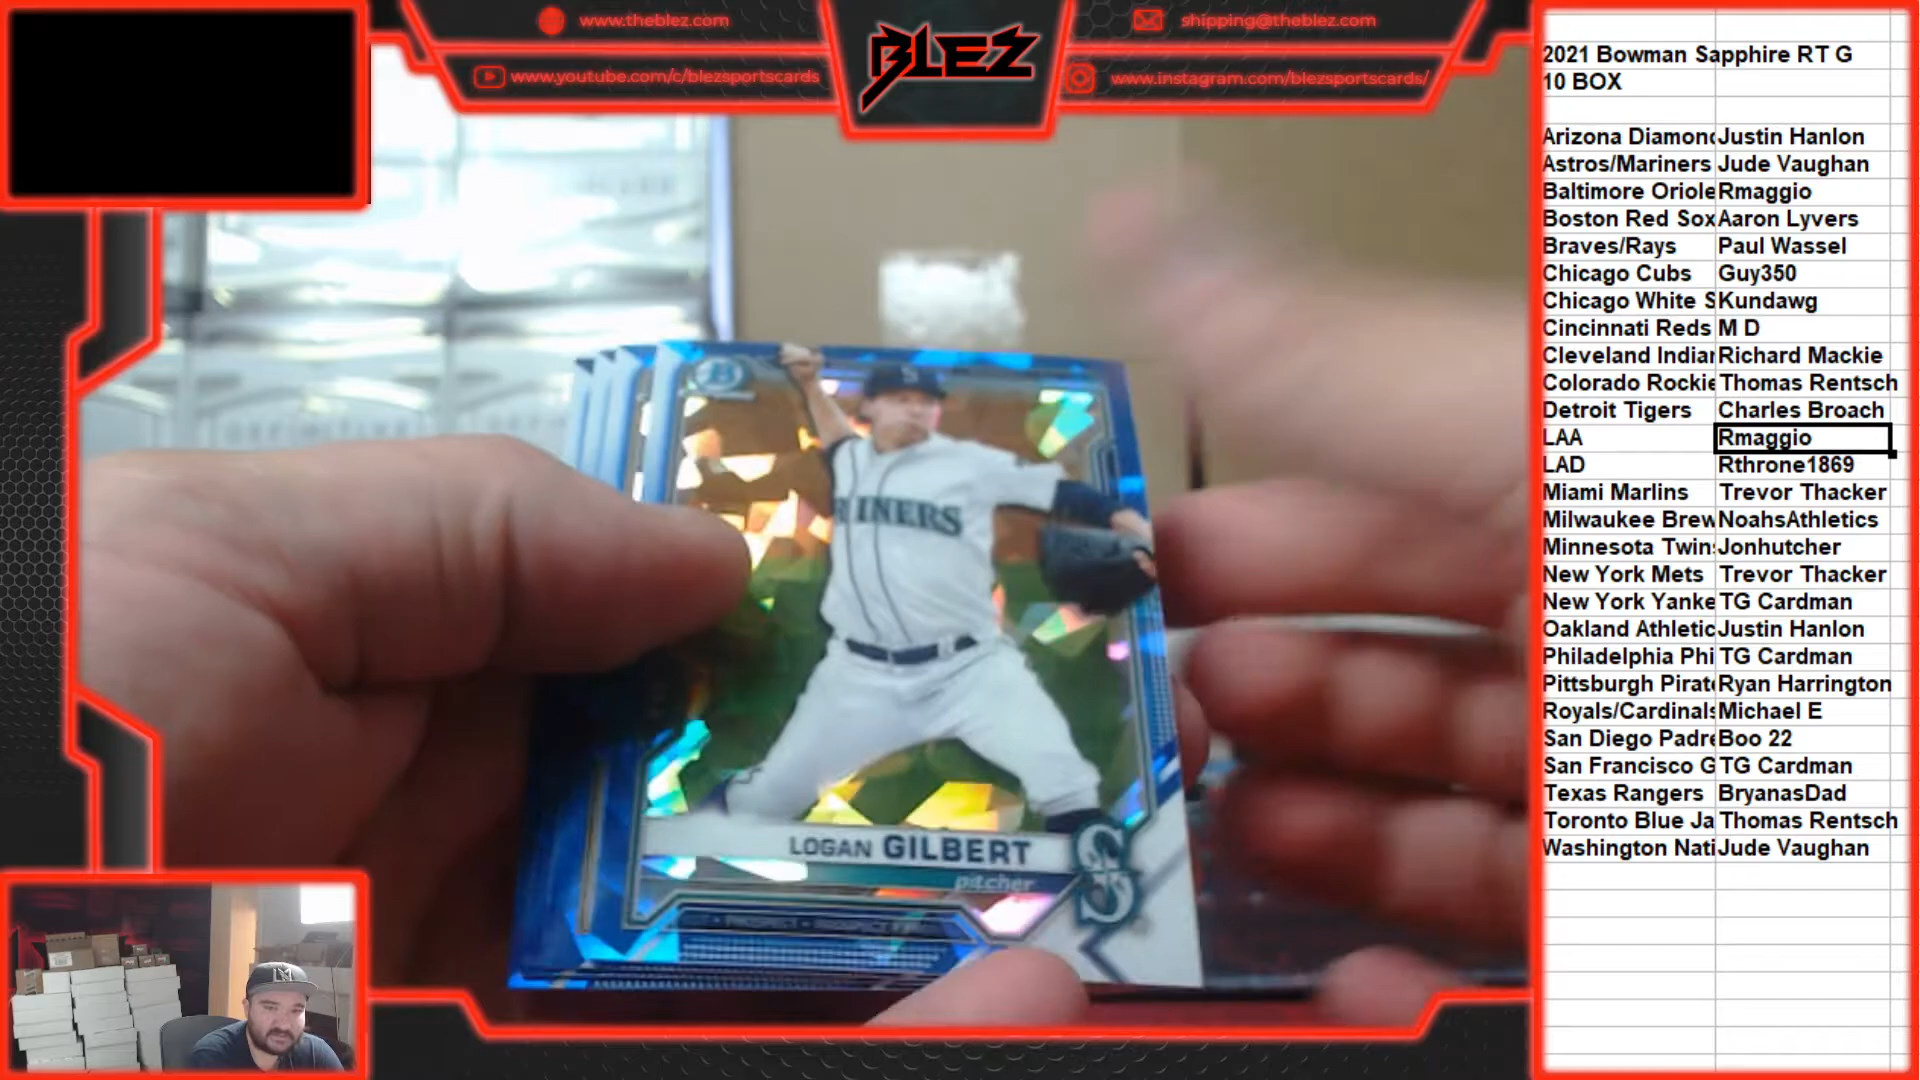 www.theblez.com
shipping@theblez.com
BLEZ
www.youtube.com/c/blezsportscards
www.instagram.com/blezsportscards/
2021 Bowman Sapphire RT G
10 BOX
Arizona Diamond Justin Hanlon
Astros/Mariners Jude Vaughan
Baltimore Oriole Rmaggio
Boston Red Sox Aaron Lyvers
Braves/Rays Paul Wassel
Chicago Cubs Guy350
Chicago White S Kundawg
Cincinnati Reds M D
Cleveland Indian Richard Mackie
Colorado Rockie Thomas Rentsch
Detroit Tigers Charles Broach
LAA Rmaggio
LAD Rthrone1869
Miami Marlins Trevor Thacker
Milwaukee Brew NoahsAthletics
Minnesota Twins Jonhutcher
New York Mets Trevor Thacker
New York Yanke TG Cardman
Oakland Athletic Justin Hanlon
Philadelphia Phi TG Cardman
Pittsburgh Pirate Ryan Harrington
Royals/Cardinals Michael E
San Diego Padre Boo 22
San Francisco G TG Cardman
Texas Rangers BryanasDad
Toronto Blue Ja Thomas Rentsch
Washington Nati Jude Vaughan
B
S
RINERS
LOGAN GILBERT
pitcher
S
PROSPECT • PROSPECT